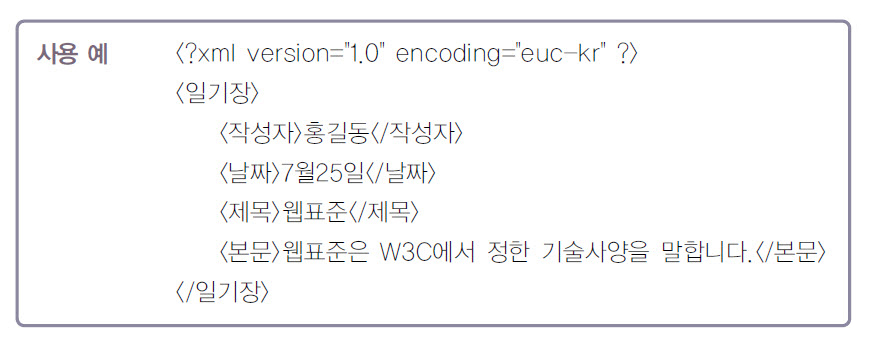 사용 예 <?xml version="1.0" encoding="euc-kr" ?>
<일기장>
<작성자>홍길동</작성자>
<날짜>7월25일</날짜>
<제목>웹표준</제목>
<본문>웹표준은 W3C에서 정한 기술사양을 말합니다.</본문>
</일기장>